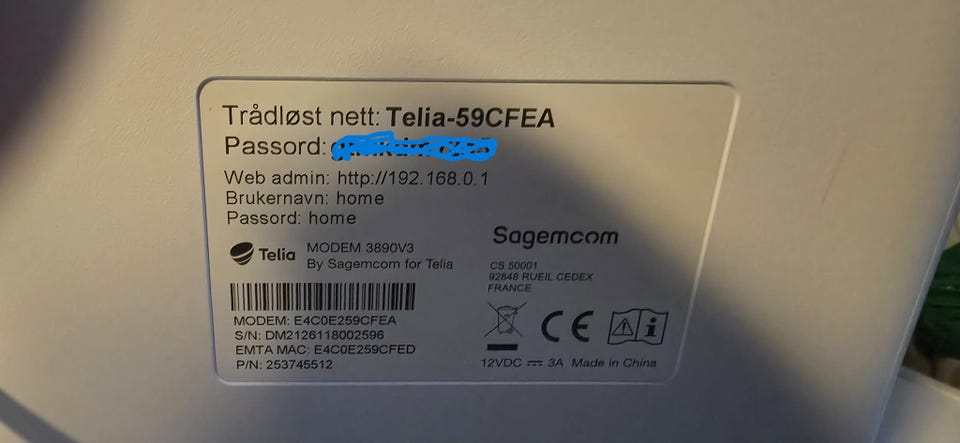 Trådløst nett: Telia-59CFEA
Passord:
Web admin: http://192.168.0.1
Brukernavn: home
Passord: home
Telia
MODEM 3890V3
By Sagemcom for Telia
MODEM: E4C0E259CFEA
S/N: DM2126118002596
EMTA MAC: E4C0E259CFED
P/N: 253745512
Sagemcom
CS 50001
92848 RUEIL CEDEX
FRANCE
CE
12VDC ⎓ 3A Made in China